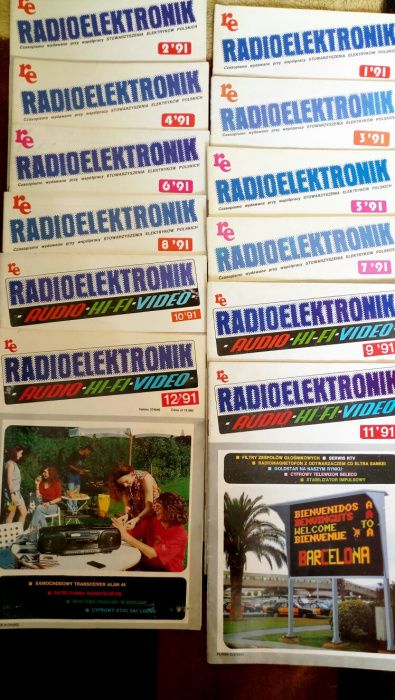 re
RADIOELEKTRONIK
Czasopismo wydawane przy współpracy STOWARZYSZENIA ELEKTRYKÓW POLSKICH
2'91
re
RADIOELEKTRONIK
Czasopismo wydawane przy współpracy STOWARZYSZENIA ELEKTRYKÓW POLSKICH
4'91
re
RADIOELEKTRONIK
Czasopismo wydawane przy współpracy STOWARZYSZENIA ELEKTRYKÓW POLSKICH
6'91
re
RADIOELEKTRONIK
Czasopismo wydawane przy współpracy STOWARZYSZENIA ELEKTRYKÓW POLSKICH
8'91
re
RADIOELEKTRONIK
AUDIO-HI-FI-VIDEO
10'91
re
RADIOELEKTRONIK
AUDIO-HI-FI-VIDEO
12'91
SAMOCHODOWY TRANSCEIVER ALAN 44
CYFROWY DYSC SAT
re
RADIOELEKTRONIK
Czasopismo wydawane przy współpracy STOWARZYSZENIA ELEKTRYKÓW POLSKICH
1'91
re
RADIOELEKTRONIK
Czasopismo wydawane przy współpracy STOWARZYSZENIA ELEKTRYKÓW POLSKICH
3'91
re
RADIOELEKTRONIK
Czasopismo wydawane przy współpracy STOWARZYSZENIA ELEKTRYKÓW POLSKICH
5'91
re
RADIOELEKTRONIK
Czasopismo wydawane przy współpracy STOWARZYSZENIA ELEKTRYKÓW POLSKICH
7'91
re
RADIOELEKTRONIK
AUDIO-HI-FI-VIDEO
9'91
re
RADIOELEKTRONIK
AUDIO-HI-FI-VIDEO
11'91
FILTRY ZESPOŁÓW GŁOŚNIKOWYCH SERWIS RTV
RADIOMAGNETOFON Z ODTWARZACZEM CD ELTRA SANKEI
GOLDSTAR NA NASZYM RYNKU
CYFROWY TELEWIZOR SELECO
STABILIZATOR IMPULSOWY
BIENVENIDOS A
BENVINGUTS A
WELCOME TO
BIENVENUE A
BARCELONA